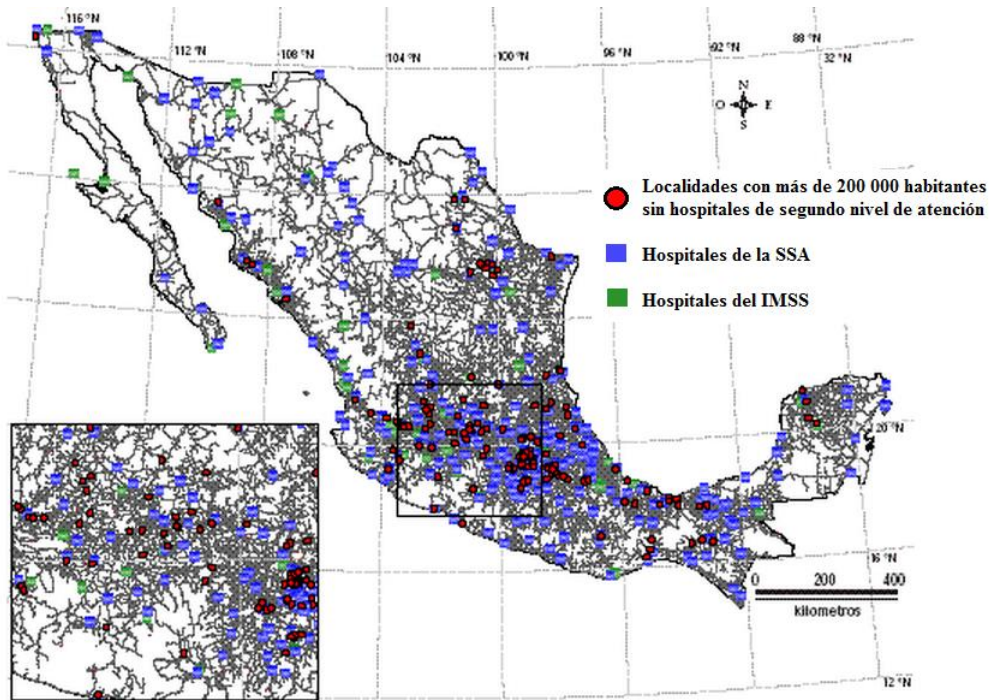 116 °N
112 °N
108 °N
104 °N
100 °N
96 °N
92 °N
88 °N
32 °N
N
O E
S
Localidades con más de 200 000 habitantes
sin hospitales de segundo nivel de atención
Hospitales de la SSA
Hospitales del IMSS
20 °N
16 °N
0 200 400
kilometros
12 °N